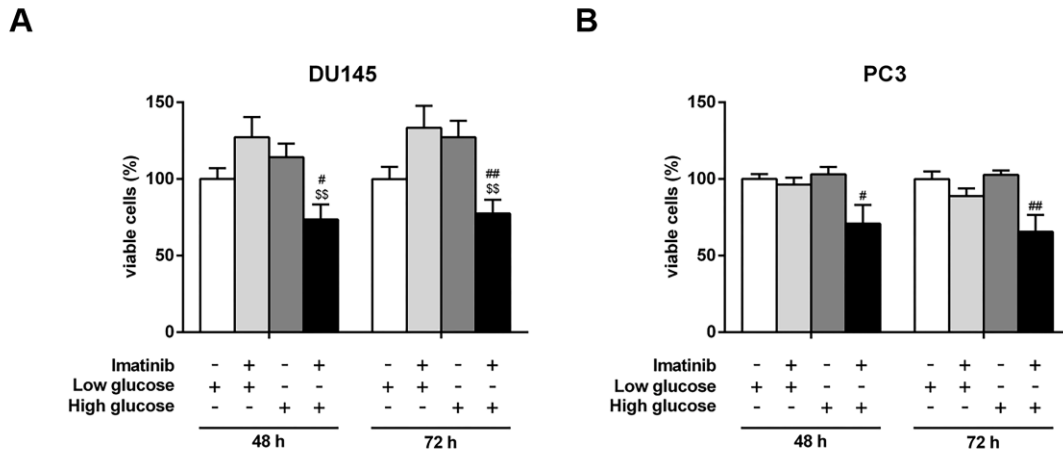 A
DU145
viable cells (%)
150
100
50
0
#
$$
##
$$
Imatinib - + - + - + - +
Low glucose + + - - + + - -
High glucose - - + + - - + +
48 h 72 h
B
PC3
viable cells (%)
150
100
50
0
#
##
Imatinib - + - + - + - +
Low glucose + + - - + + - -
High glucose - - + + - - + +
48 h 72 h